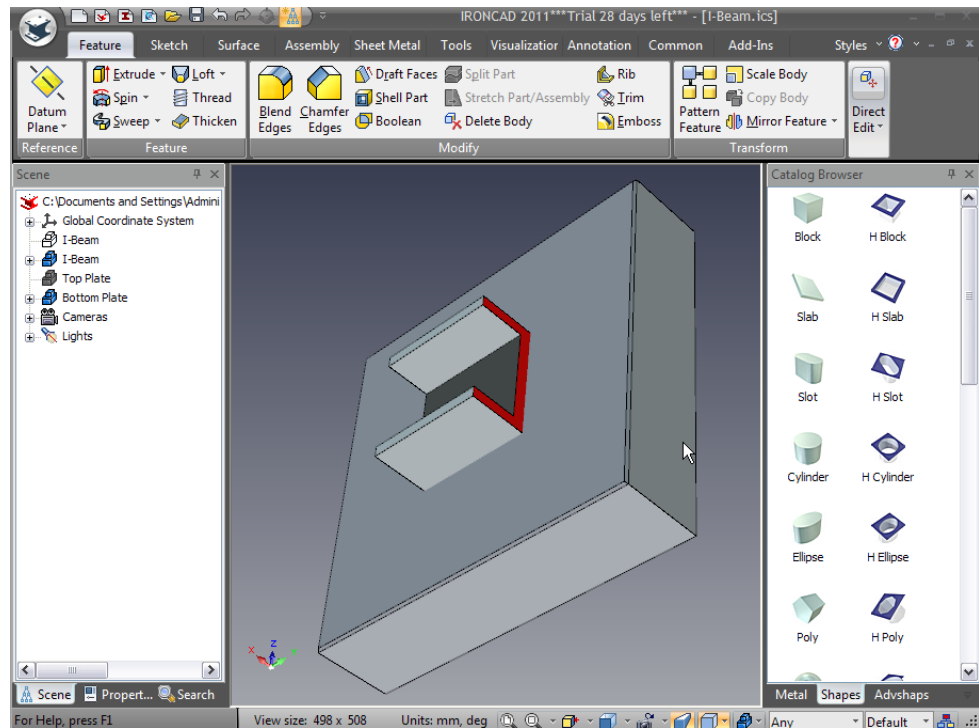 IRONCAD 2011***Trial 28 days left*** - [I-Beam.ics]
Feature Sketch Surface Assembly Sheet Metal Tools Visualization Annotation Common Add-Ins Styles
Extrude Loft Draft Faces Split Part Rib Scale Body
Spin Thread Shell Part Stretch Part/Assembly Trim Copy Body
Sweep Thicken Boolean Delete Body Emboss Mirror Feature
Datum Plane
Blend Edges
Chamfer Edges
Pattern Feature
Direct Edit
Reference Feature Modify Transform
Scene
C:\Documents and Settings\Admini
Global Coordinate System
I-Beam
I-Beam
Top Plate
Bottom Plate
Cameras
Lights
Scene Propert... Search
X Z
Catalog Browser
Block H Block
Slab H Slab
Slot H Slot
Cylinder H Cylinder
Ellipse H Ellipse
Poly H Poly
Metal Shapes Advshaps
For Help, press F1 View size: 498 x 508 Units: mm, deg Any Default